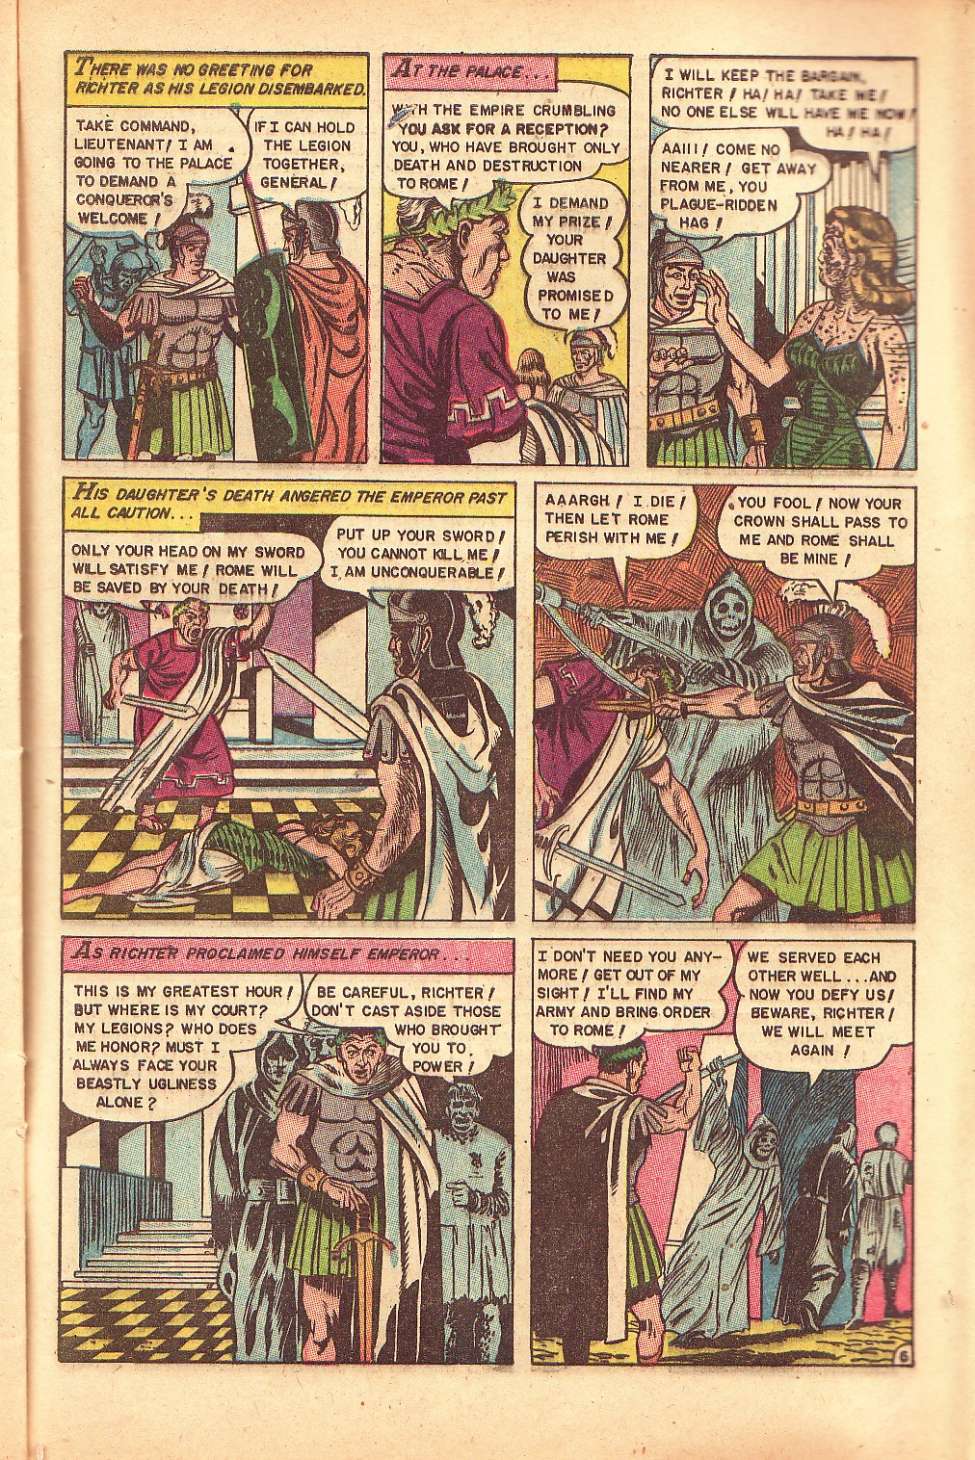 THERE WAS NO GREETING FOR
RICHTER AS HIS LEGION DISEMBARKED.
TAKE COMMAND,
LIEUTENANT! I AM
GOING TO THE PALACE
TO DEMAND A
CONQUEROR'S
WELCOME!
IF I CAN HOLD
THE LEGION
TOGETHER,
GENERAL!
AT THE PALACE...
WITH THE EMPIRE CRUMBLING
YOU ASK FOR A RECEPTION?
YOU, WHO HAVE BROUGHT ONLY
DEATH AND DESTRUCTION
TO ROME!
I DEMAND
MY PRIZE!
YOUR
DAUGHTER
WAS
PROMISED
TO ME!
I WILL KEEP THE BARGAIN,
RICHTER! HA! HA! TAKE ME!
NO ONE ELSE WILL HAVE ME NOW!
HA! HA!
AAIII! COME NO
NEARER! GET AWAY
FROM ME, YOU
PLAGUE-RIDDEN
HAG!
HIS DAUGHTER'S DEATH ANGERED THE EMPEROR PAST
ALL CAUTION...
ONLY YOUR HEAD ON MY SWORD
WILL SATISFY ME! ROME WILL
BE SAVED BY YOUR DEATH!
PUT UP YOUR SWORD!
YOU CANNOT KILL ME!
I AM UNCONQUERABLE!
AAARGH! I DIE!
THEN LET ROME
PERISH WITH ME!
YOU FOOL! NOW YOUR
CROWN SHALL PASS TO
ME AND ROME SHALL
BE MINE!
AS RICHTER PROCLAIMED HIMSELF EMPEROR...
THIS IS MY GREATEST HOUR!
BUT WHERE IS MY COURT?
MY LEGIONS? WHO DOES
ME HONOR? MUST I
ALWAYS FACE YOUR
BEASTLY UGLINESS
ALONE?
BE CAREFUL, RICHTER!
DON'T CAST ASIDE THOSE
WHO BROUGHT
YOU TO
POWER!
I DON'T NEED YOU ANY-
MORE! GET OUT OF MY
SIGHT! I'LL FIND MY
ARMY AND BRING ORDER
TO ROME!
WE SERVED EACH
OTHER WELL...AND
NOW YOU DEFY US!
BEWARE, RICHTER!
WE WILL MEET
AGAIN!
6